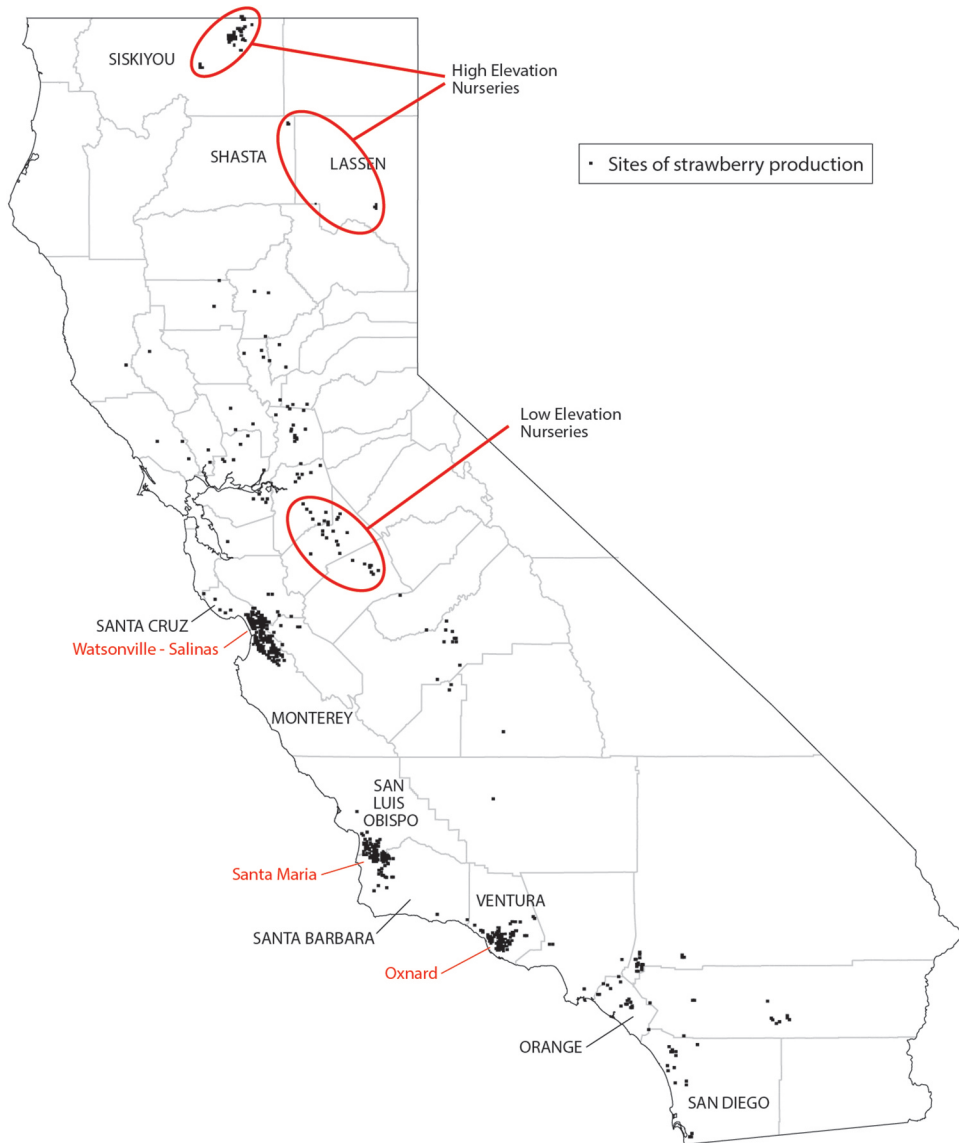 SISKIYOU
High Elevation
Nurseries
SHASTA
LASSEN
Sites of strawberry production
Low Elevation
Nurseries
SANTA CRUZ
Watsonville - Salinas
MONTEREY
SAN
LUIS
OBISPO
Santa Maria
VENTURA
SANTA BARBARA
Oxnard
ORANGE
SAN DIEGO